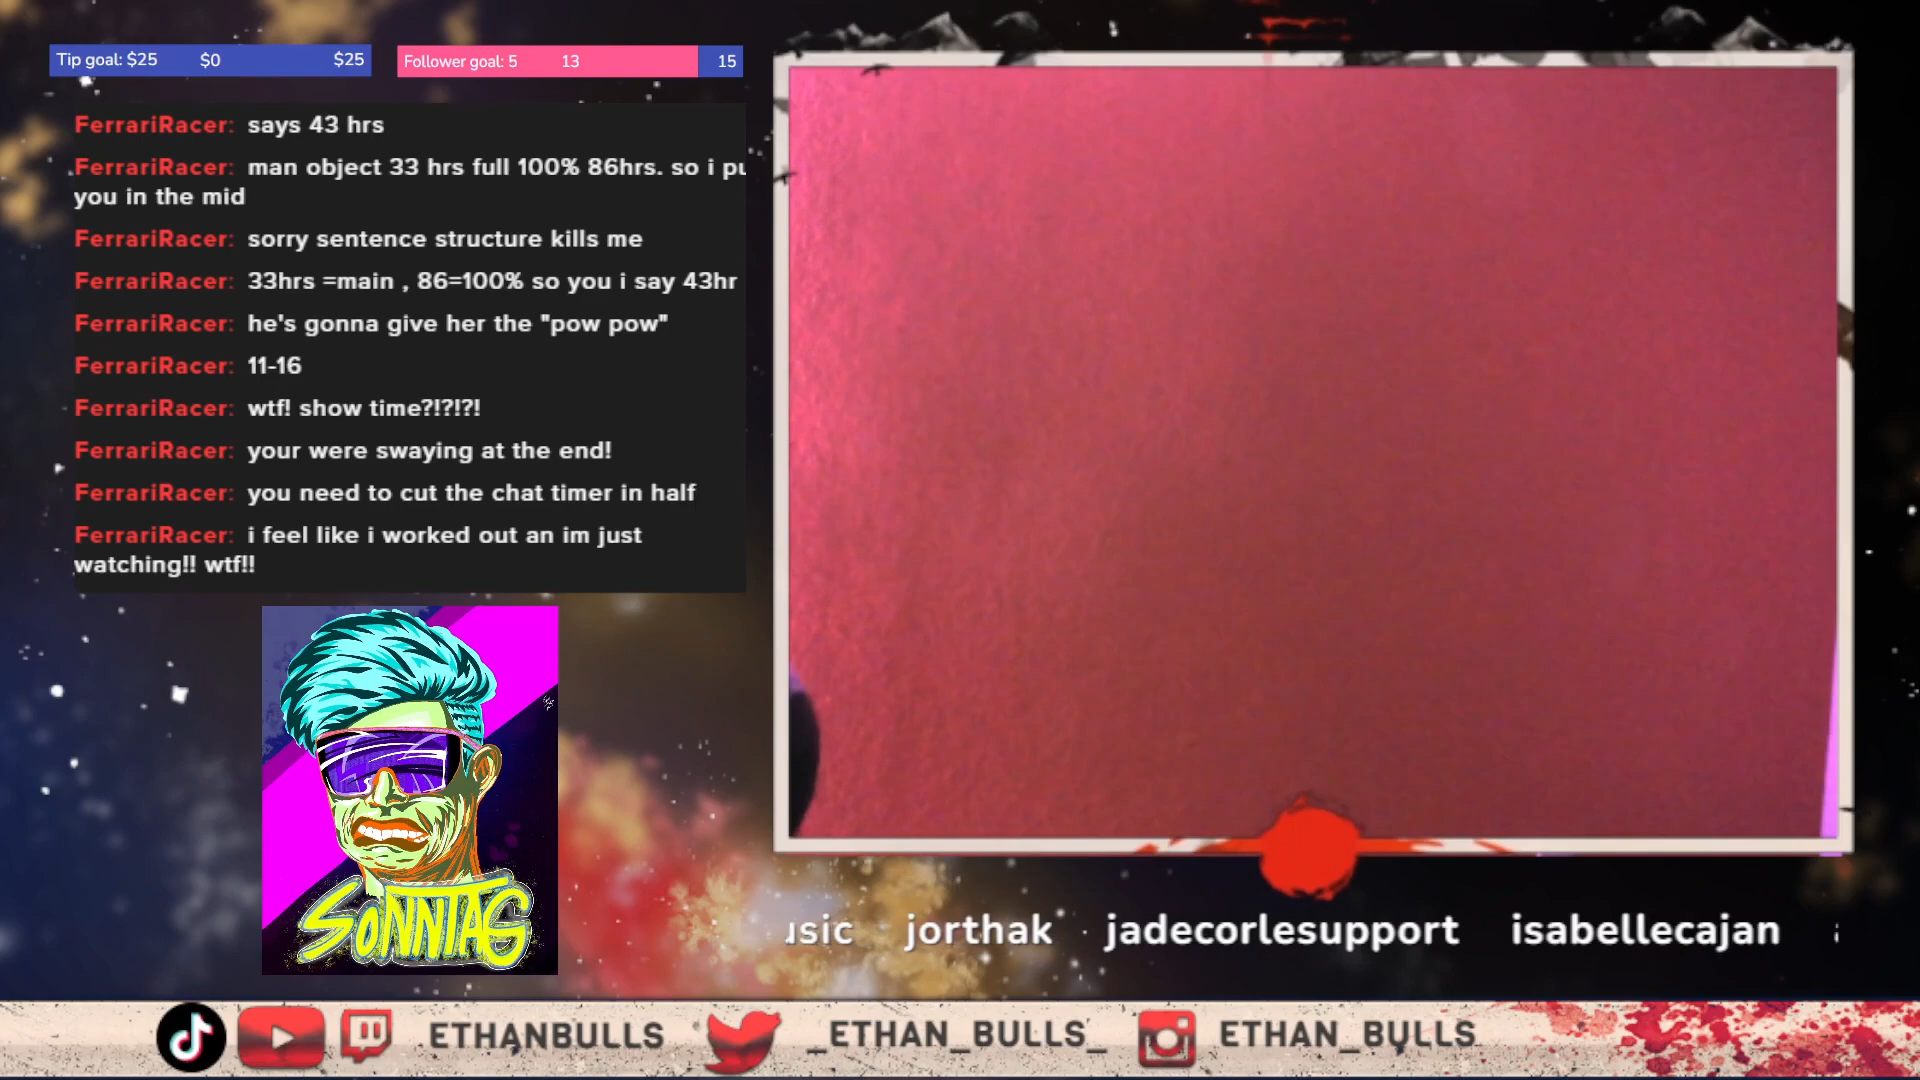 Tip goal: $25 $0 $25
Follower goal: 5 13 15
FerrariRacer: says 43 hrs
FerrariRacer: man object 33 hrs full 100% 86hrs. so i
you in the mid
FerrariRacer: sorry sentence structure kills me
FerrariRacer: 33hrs =main , 86=100% so you i say 43hr
FerrariRacer: he's gonna give her the "pow pow"
FerrariRacer: 11-16
FerrariRacer: wtf! show time?!?!?!
FerrariRacer: your were swaying at the end!
FerrariRacer: you need to cut the chat timer in half
FerrariRacer: i feel like i worked out an im just
watching!! wtf!!
SONNTAG
jorthak jadecorlesupport isabellecajan
ETHANBULLS _ETHAN_BULLS_ ETHAN_BULLS